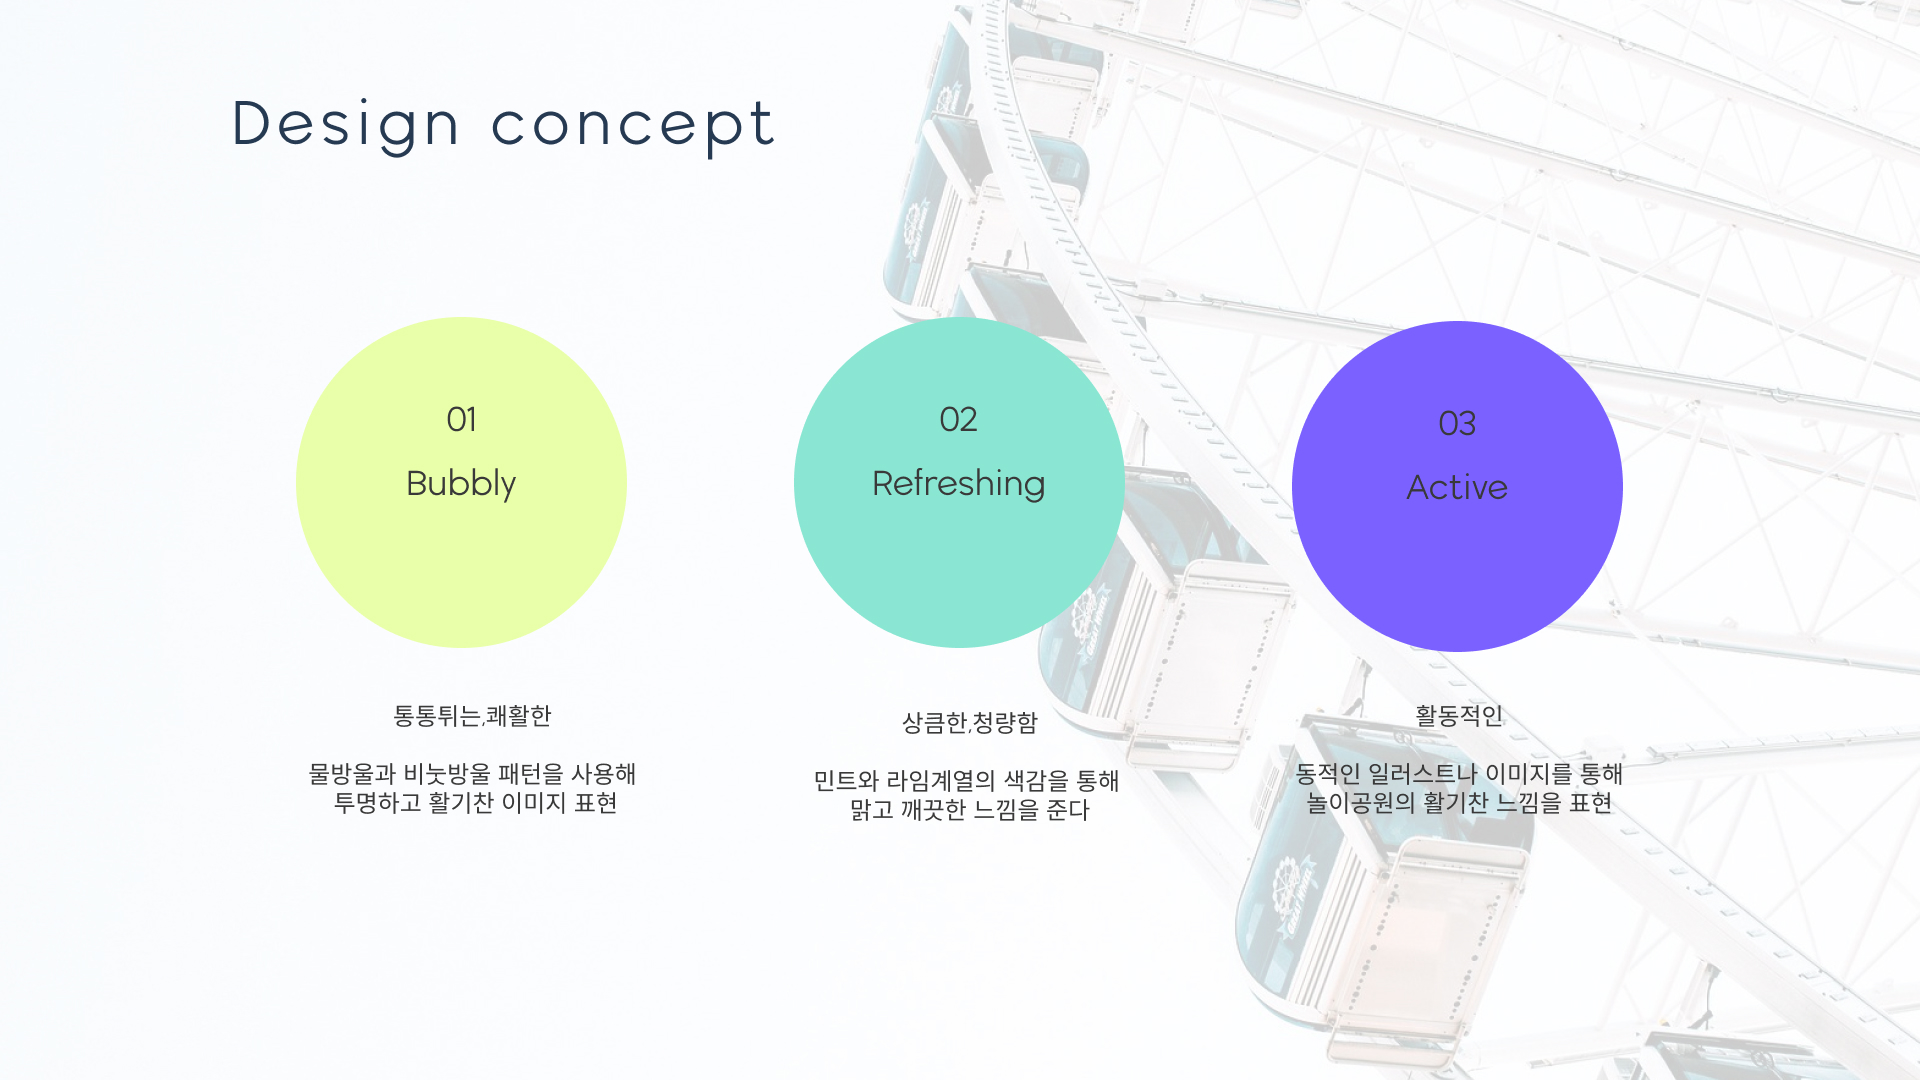 Design concept
01
Bubbly
통통튀는,쾌활한
물방울과 비눗방울 패턴을 사용해
투명하고 활기찬 이미지 표현
02
Refreshing
상큼한,청량함
민트와 라임계열의 색감을 통해
맑고 깨끗한 느낌을 준다
03
Active
활동적인
동적인 일러스트나 이미지를 통해
놀이공원의 활기찬 느낌을 표현
GREAT WHEEL
GREAT WHEEL